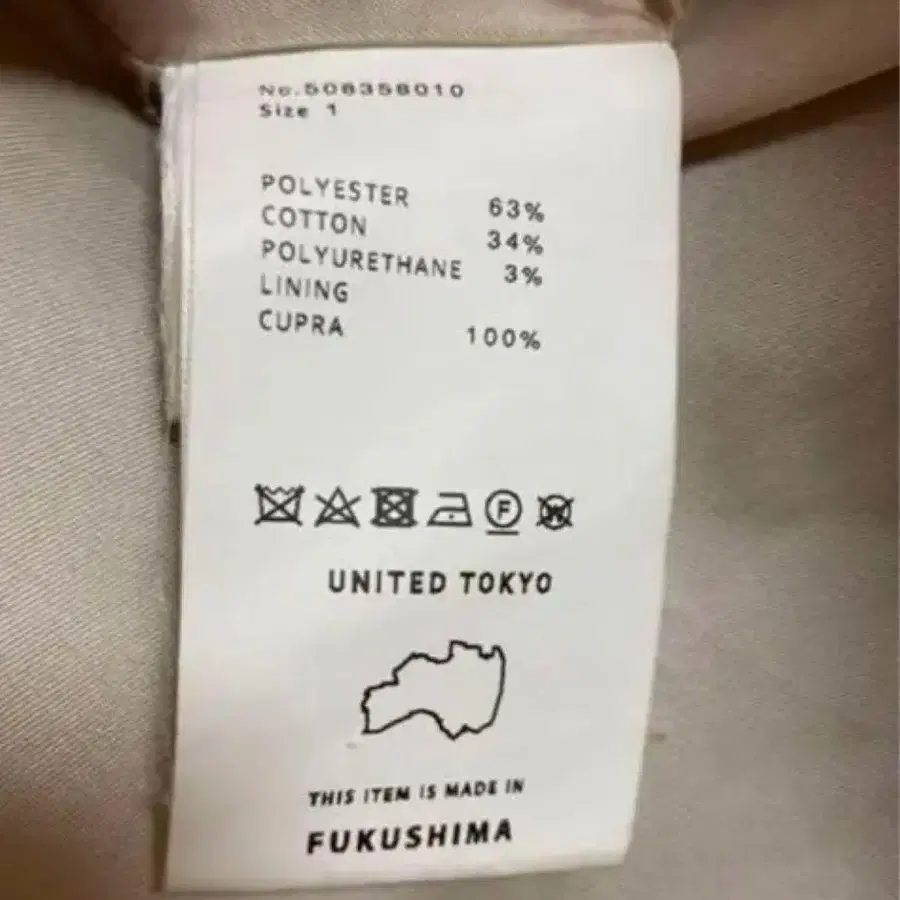 No.508358010
Size 1
POLYESTER 63%
COTTON 34%
POLYURETHANE 3%
LINING
CUPRA 100%
F
W
UNITED TOKYO
THIS ITEM IS MADE IN
FUKUSHIMA